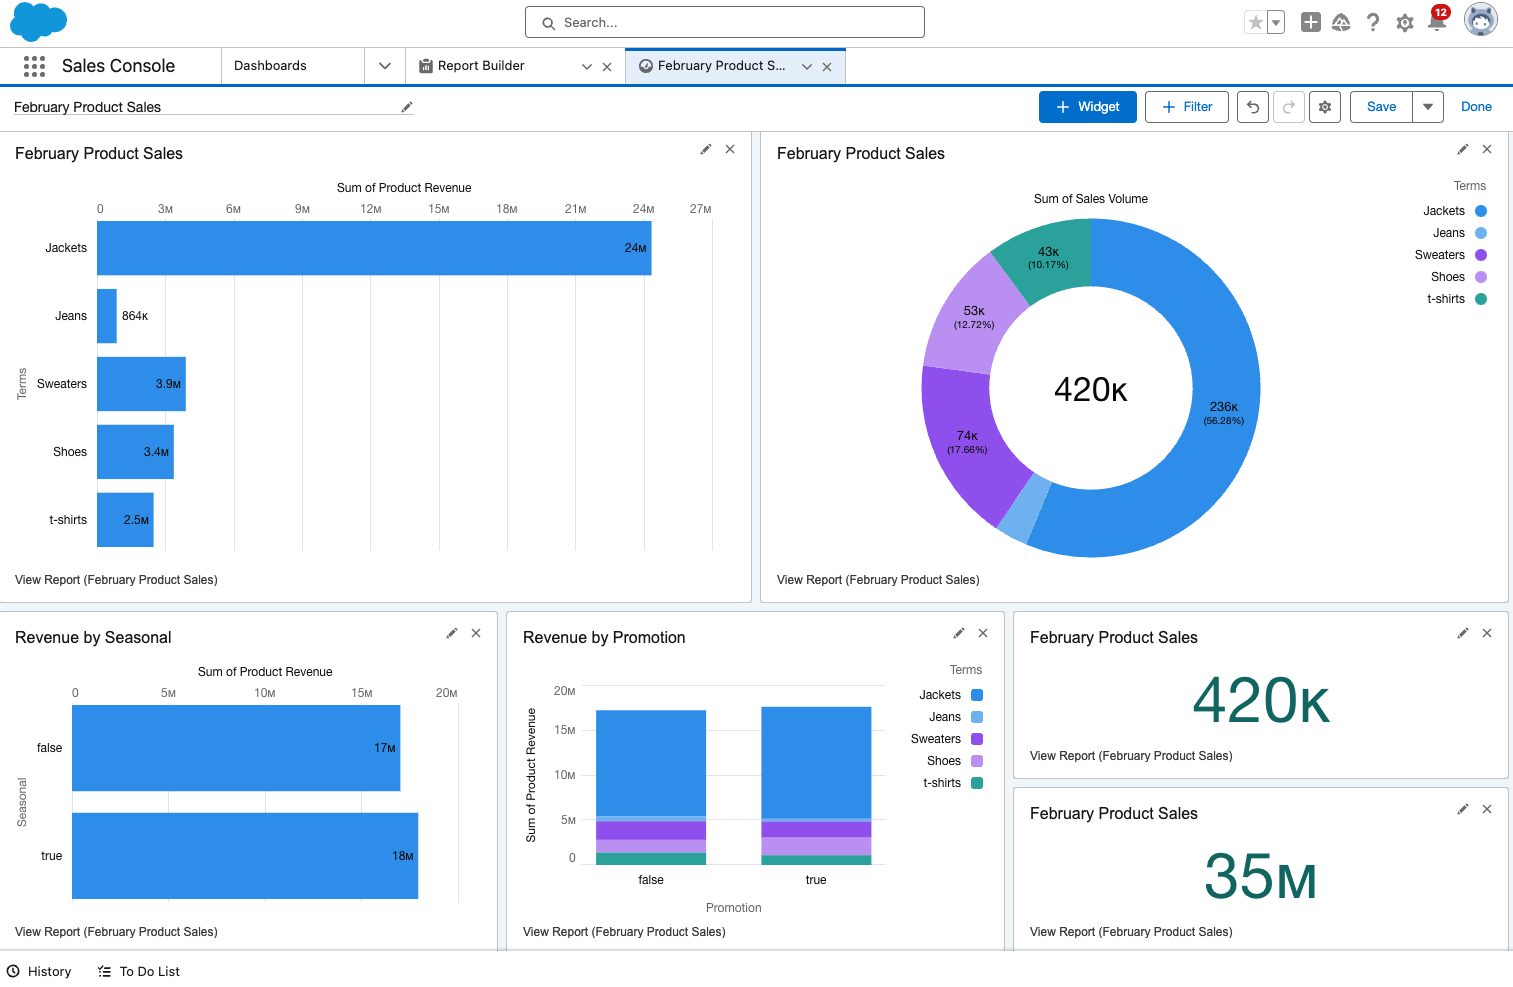 Search...
12
Sales Console
Dashboards
Report Builder
February Product S...
February Product Sales
Widget
Filter
Save
Done
February Product Sales
Sum of Product Revenue
0 3M 6M 9M 12M 15M 18M 21M 24M 27M
Terms
Jackets 24M
Jeans 864K
Sweaters 3.9M
Shoes 3.4M
t-shirts 2.5M
View Report (February Product Sales)
February Product Sales
Sum of Sales Volume
Terms
Jackets
Jeans
Sweaters
Shoes
t-shirts
43K
(10.17%)
53K
(12.72%)
420K
236K
(56.28%)
74K
(17.66%)
View Report (February Product Sales)
Revenue by Seasonal
Sum of Product Revenue
0 5M 10M 15M 20M
Seasonal
false 17M
true 18M
View Report (February Product Sales)
Revenue by Promotion
Terms
Jackets
Jeans
Sweaters
Shoes
t-shirts
Sum of Product Revenue
20M
15M
10M
5M
0
false true
Promotion
View Report (February Product Sales)
February Product Sales
420K
View Report (February Product Sales)
February Product Sales
35M
View Report (February Product Sales)
History
To Do List